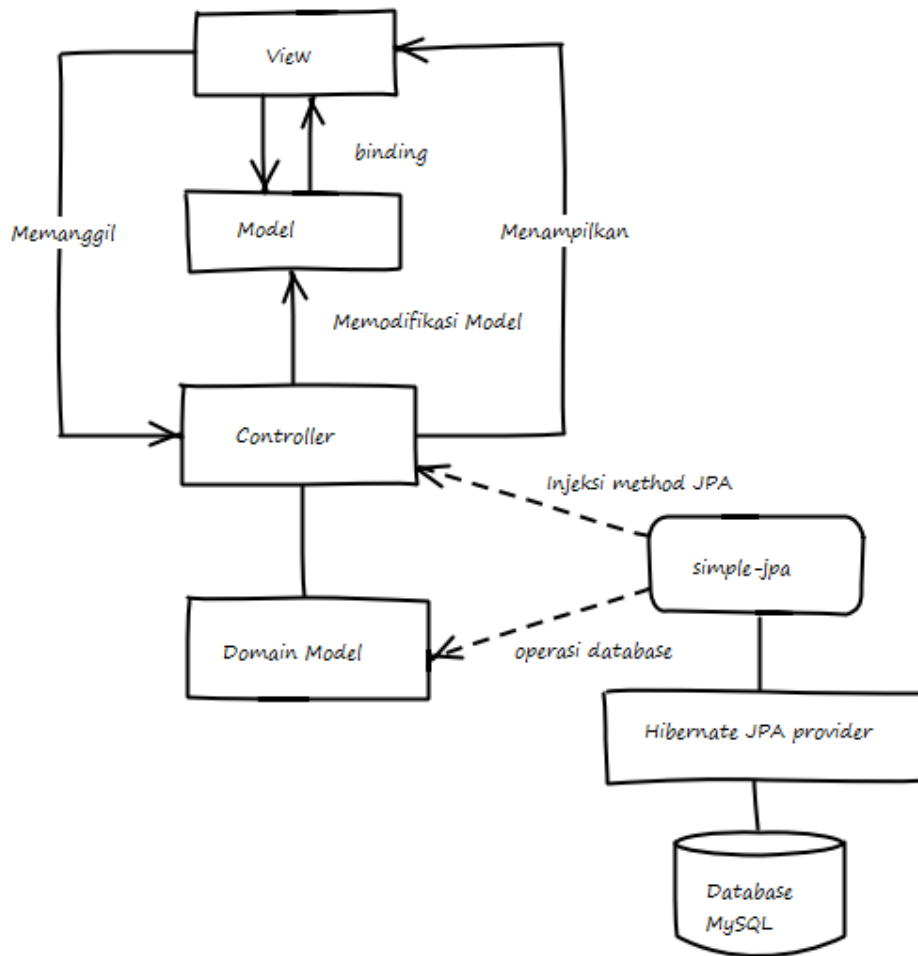 View
binding
Memanggil
Model
Menampilkan
Memodifikasi Model
Controller
Injeksi method JPA
simple-jpa
Domain Model
operasi database
Hibernate JPA provider
Database
MySQL